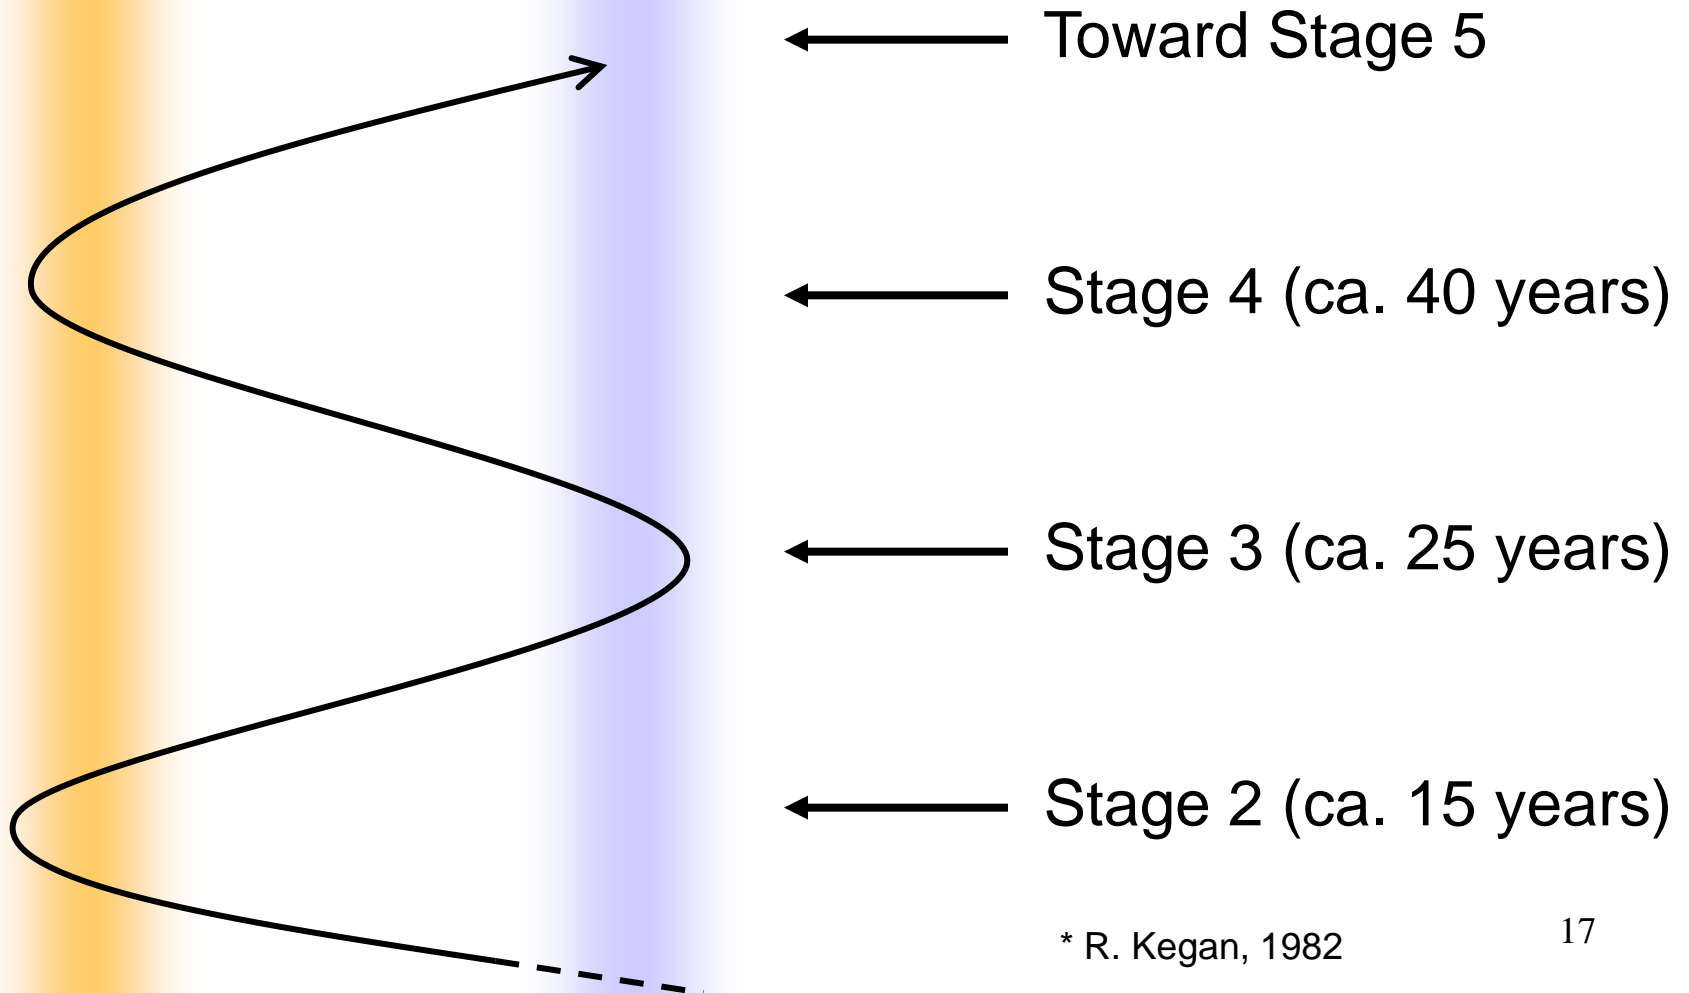 Toward Stage 5
Stage 4 (ca. 40 years)
Stage 3 (ca. 25 years)
Stage 2 (ca. 15 years)
* R. Kegan, 1982
17